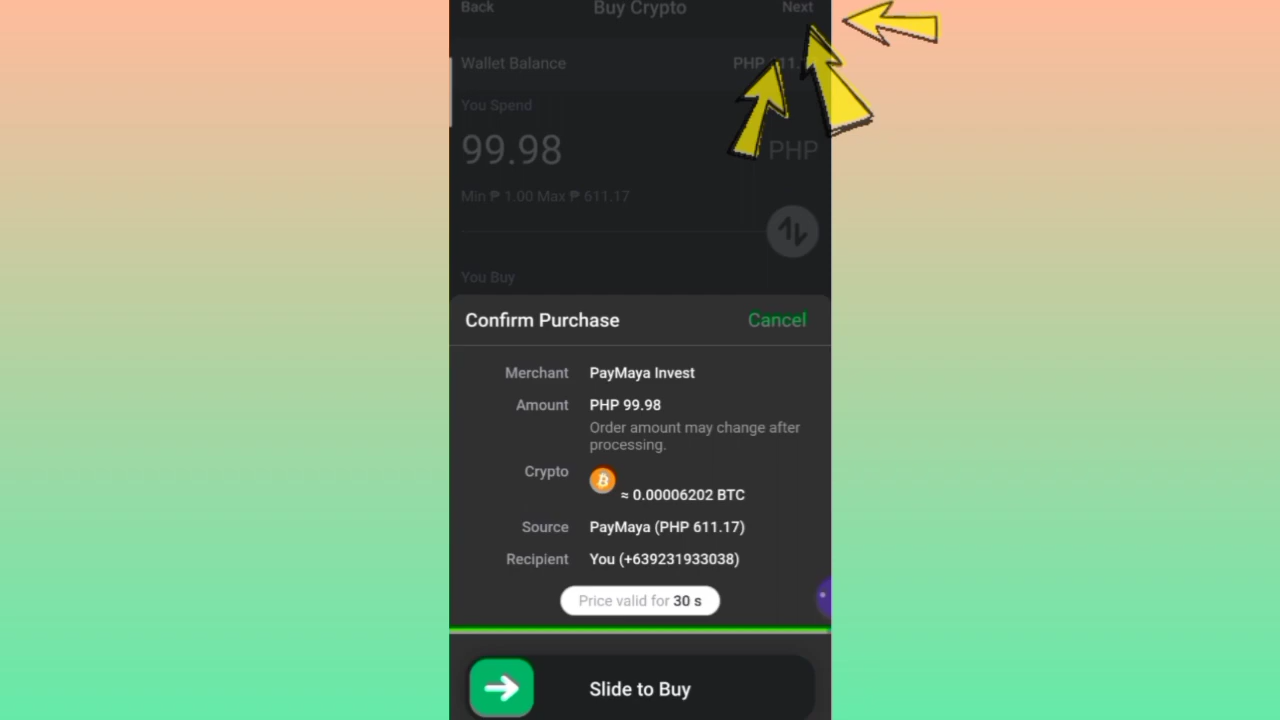 Back Buy Crypto Next
Wallet Balance PHP
You Spend
99.98 PHP
Min ₱ 1.00 Max ₱ 611.17
You Buy
Confirm Purchase Cancel
Merchant PayMaya Invest
Amount PHP 99.98
Order amount may change after
processing.
Crypto
≈ 0.00006202 BTC
Source PayMaya (PHP 611.17)
Recipient You (+639231933038)
Price valid for 30 s
Slide to Buy